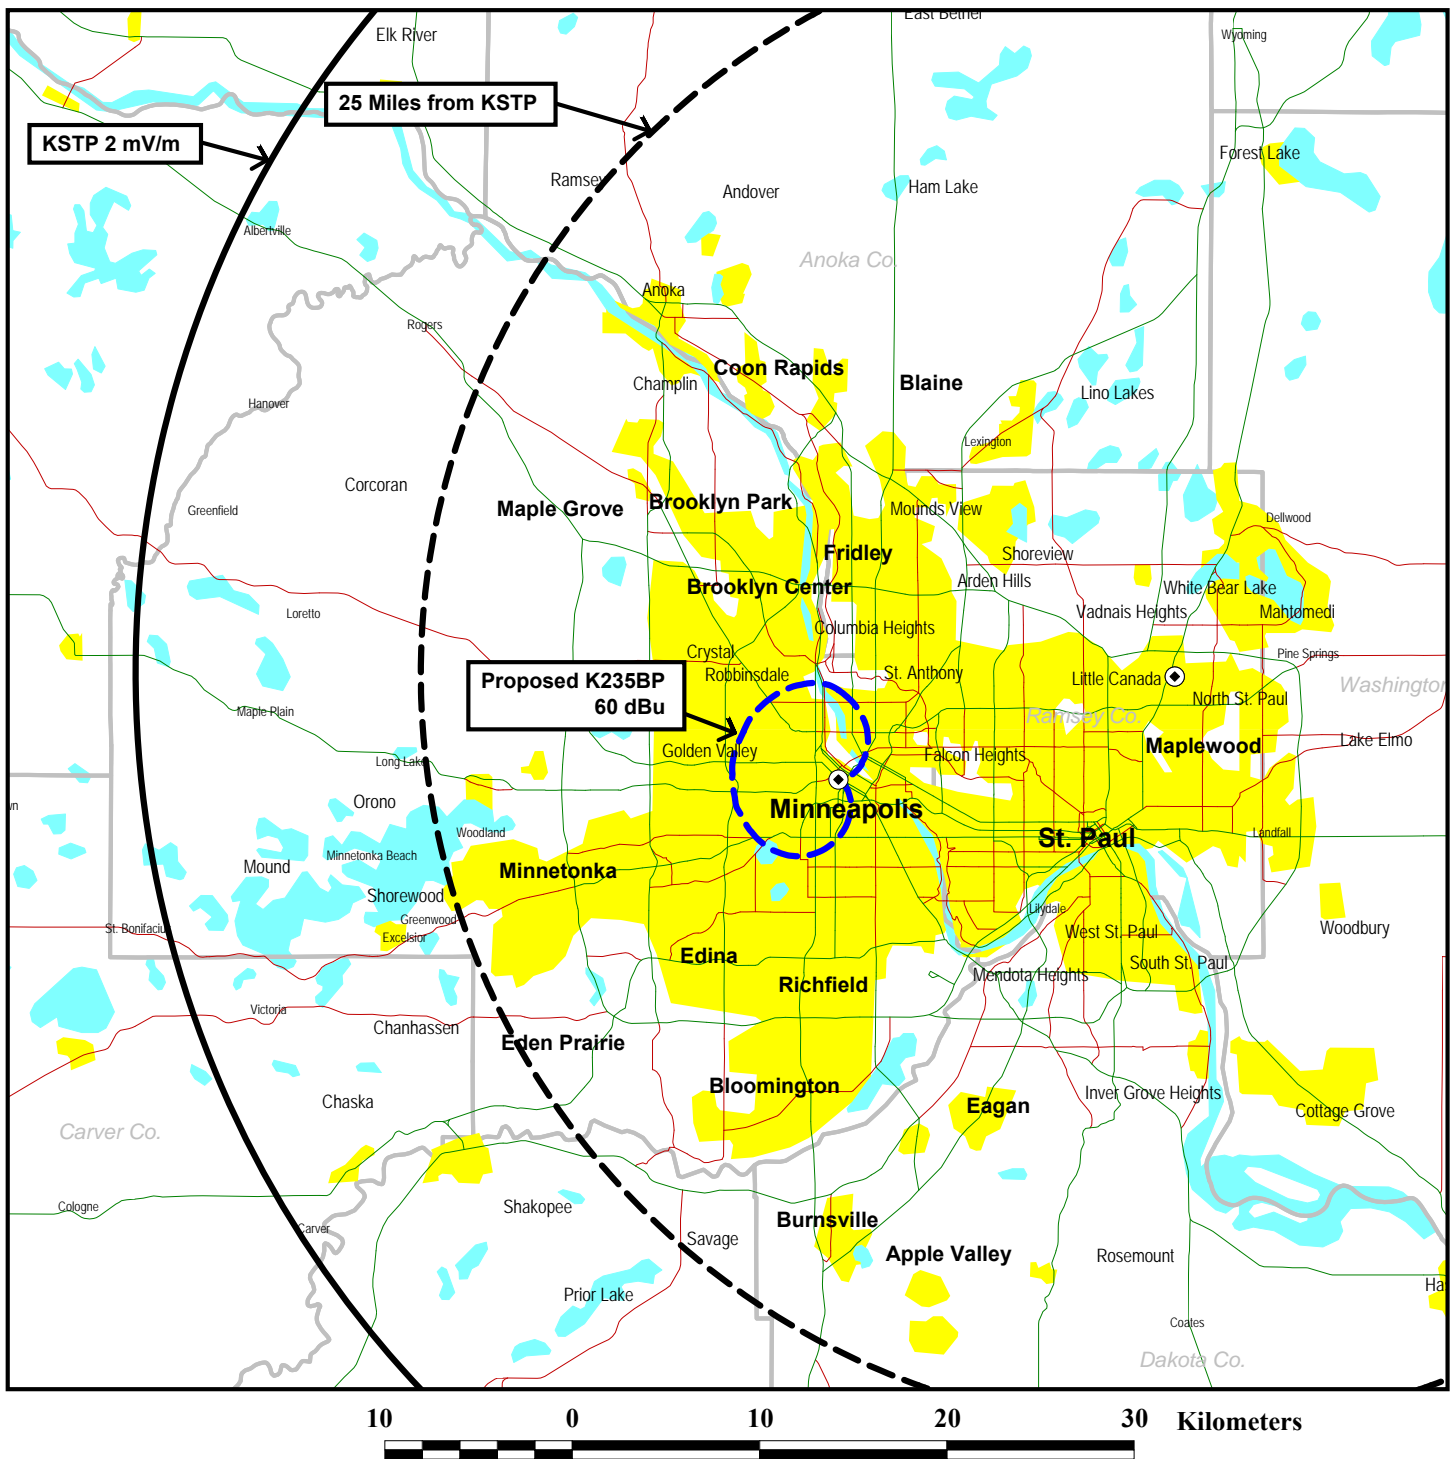 East Bethel
Elk River
Wyoming
25 Miles from KSTP
KSTP 2 mV/m
Forest Lake
Ramsey
Andover
Ham Lake
Albertville
Anoka Co.
Anoka
Rogers
Coon Rapids
Champlin
Blaine
Lino Lakes
Hanover
Lexington
Corcoran
Greenfield
Maple Grove
Brooklyn Park
Mounds View
Dellwood
Fridley
Shoreview
Brooklyn Center
Arden Hills
White Bear Lake
Loretto
Vadnais Heights
Mahtomedi
Columbia Heights
Crystal
Pine Springs
Robbinsdale
St. Anthony
Little Canada
Washington
Proposed K235BP
60 dBu
North St. Paul
Maple Plain
Ramsey Co.
Golden Valley
Falcon Heights
Maplewood
Lake Elmo
Long Lake
Orono
wn
Minneapolis
Woodland
St. Paul
Landfall
Minnetonka Beach
Mound
Minnetonka
Shorewood
Greenwood
Lilydale
St. Bonifaciu
Excelsior
West St. Paul
Woodbury
Edina
South St. Paul
Richfield
Mendota Heights
Victoria
Chanhassen
Eden Prairie
Bloomington
Inver Grove Heights
Chaska
Eagan
Cottage Grove
Carver Co.
Cologne
Shakopee
Burnsville
Carver
Savage
Apple Valley
Rosemount
Prior Lake
Ha
Coates
Dakota Co.
10 0 10 20 30 Kilometers